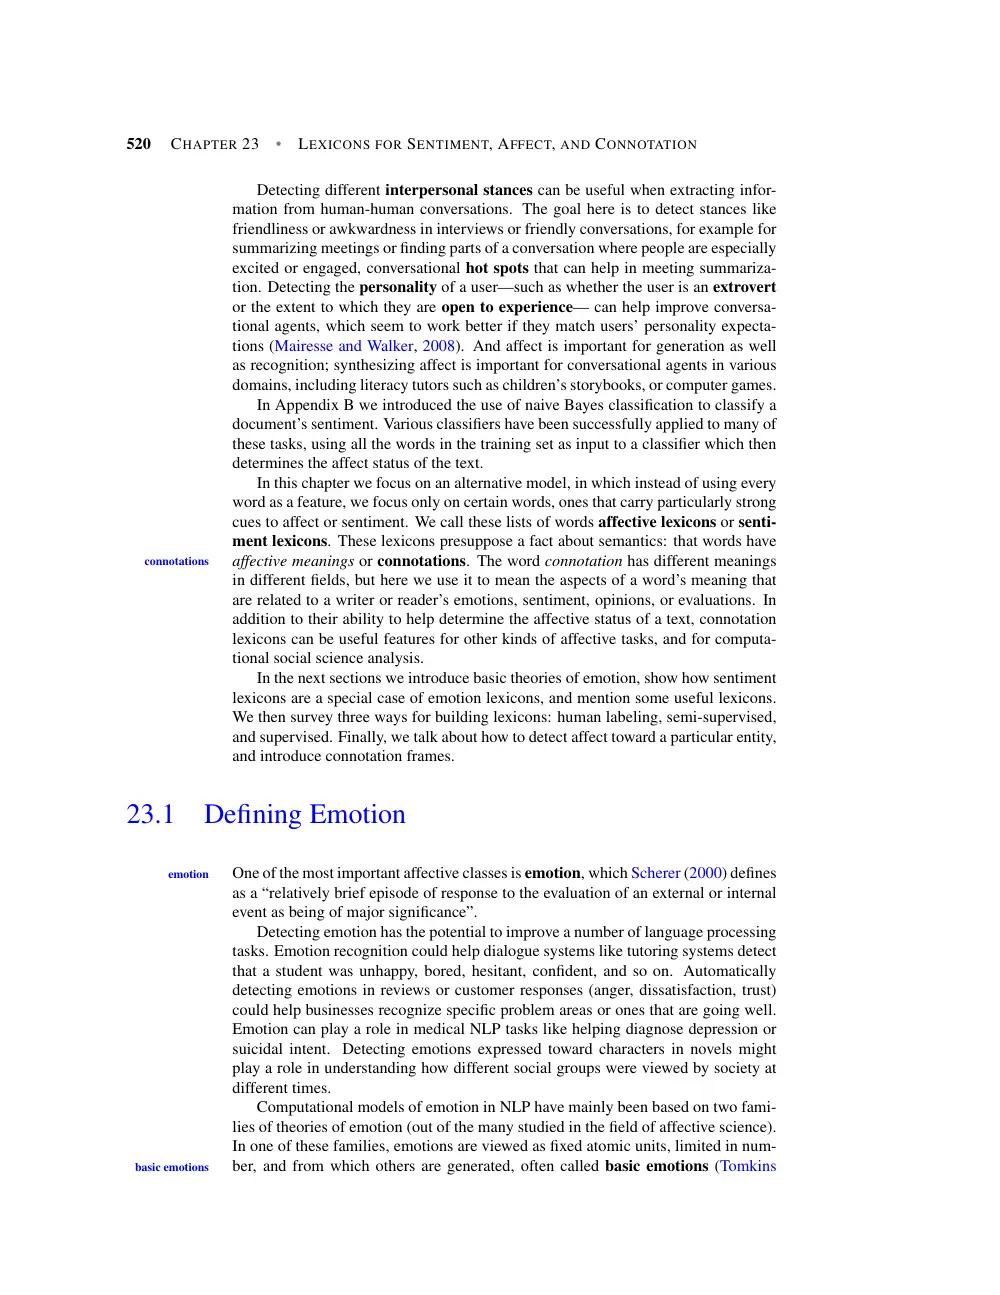 520 CHAPTER 23 • LEXICONS FOR SENTIMENT, AFFECT, AND CONNOTATION
Detecting different interpersonal stances can be useful when extracting infor-
mation from human-human conversations. The goal here is to detect stances like
friendliness or awkwardness in interviews or friendly conversations, for example for
summarizing meetings or finding parts of a conversation where people are especially
excited or engaged, conversational hot spots that can help in meeting summariza-
tion. Detecting the personality of a user—such as whether the user is an extrovert
or the extent to which they are open to experience— can help improve conversa-
tional agents, which seem to work better if they match users’ personality expecta-
tions (Mairesse and Walker, 2008). And affect is important for generation as well
as recognition; synthesizing affect is important for conversational agents in various
domains, including literacy tutors such as children’s storybooks, or computer games.
In Appendix B we introduced the use of naive Bayes classification to classify a
document’s sentiment. Various classifiers have been successfully applied to many of
these tasks, using all the words in the training set as input to a classifier which then
determines the affect status of the text.
In this chapter we focus on an alternative model, in which instead of using every
word as a feature, we focus only on certain words, ones that carry particularly strong
cues to affect or sentiment. We call these lists of words affective lexicons or senti-
ment lexicons. These lexicons presuppose a fact about semantics: that words have
connotations affective meanings or connotations. The word connotation has different meanings
in different fields, but here we use it to mean the aspects of a word’s meaning that
are related to a writer or reader’s emotions, sentiment, opinions, or evaluations. In
addition to their ability to help determine the affective status of a text, connotation
lexicons can be useful features for other kinds of affective tasks, and for computa-
tional social science analysis.
In the next sections we introduce basic theories of emotion, show how sentiment
lexicons are a special case of emotion lexicons, and mention some useful lexicons.
We then survey three ways for building lexicons: human labeling, semi-supervised,
and supervised. Finally, we talk about how to detect affect toward a particular entity,
and introduce connotation frames.
23.1 Defining Emotion
emotion One of the most important affective classes is emotion, which Scherer (2000) defines
as a “relatively brief episode of response to the evaluation of an external or internal
event as being of major significance”.
Detecting emotion has the potential to improve a number of language processing
tasks. Emotion recognition could help dialogue systems like tutoring systems detect
that a student was unhappy, bored, hesitant, confident, and so on. Automatically
detecting emotions in reviews or customer responses (anger, dissatisfaction, trust)
could help businesses recognize specific problem areas or ones that are going well.
Emotion can play a role in medical NLP tasks like helping diagnose depression or
suicidal intent. Detecting emotions expressed toward characters in novels might
play a role in understanding how different social groups were viewed by society at
different times.
Computational models of emotion in NLP have mainly been based on two fami-
lies of theories of emotion (out of the many studied in the field of affective science).
In one of these families, emotions are viewed as fixed atomic units, limited in num-
basic emotions ber, and from which others are generated, often called basic emotions (Tomkins